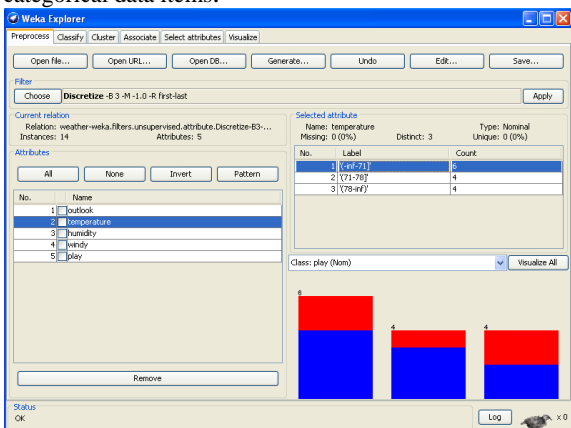 categorical data items.
Weka Explorer
Preprocess Classify Cluster Associate Select attributes Visualize
Open file... Open URL... Open DB... Generate... Undo Edit... Save...
Filter
Choose Discretize -B 3 -M -1.0 -R first-last Apply
Current relation
Relation: weather-weka.filters.unsupervised.attribute.Discretize-B3-...
Instances: 14 Attributes: 5
Attributes
All None Invert Pattern
No. Name
1 outlook
2 temperature
3 humidity
4 windy
5 play
Remove
Selected attribute
Name: temperature Type: Nominal
Missing: 0 (0%) Distinct: 3 Unique: 0 (0%)
No. Label Count
1 '(-inf-71]' 6
2 '(71-78]' 4
3 '(78-inf)' 4
Class: play (Nom) Visualize All
6
4 4
Status
OK Log x 0